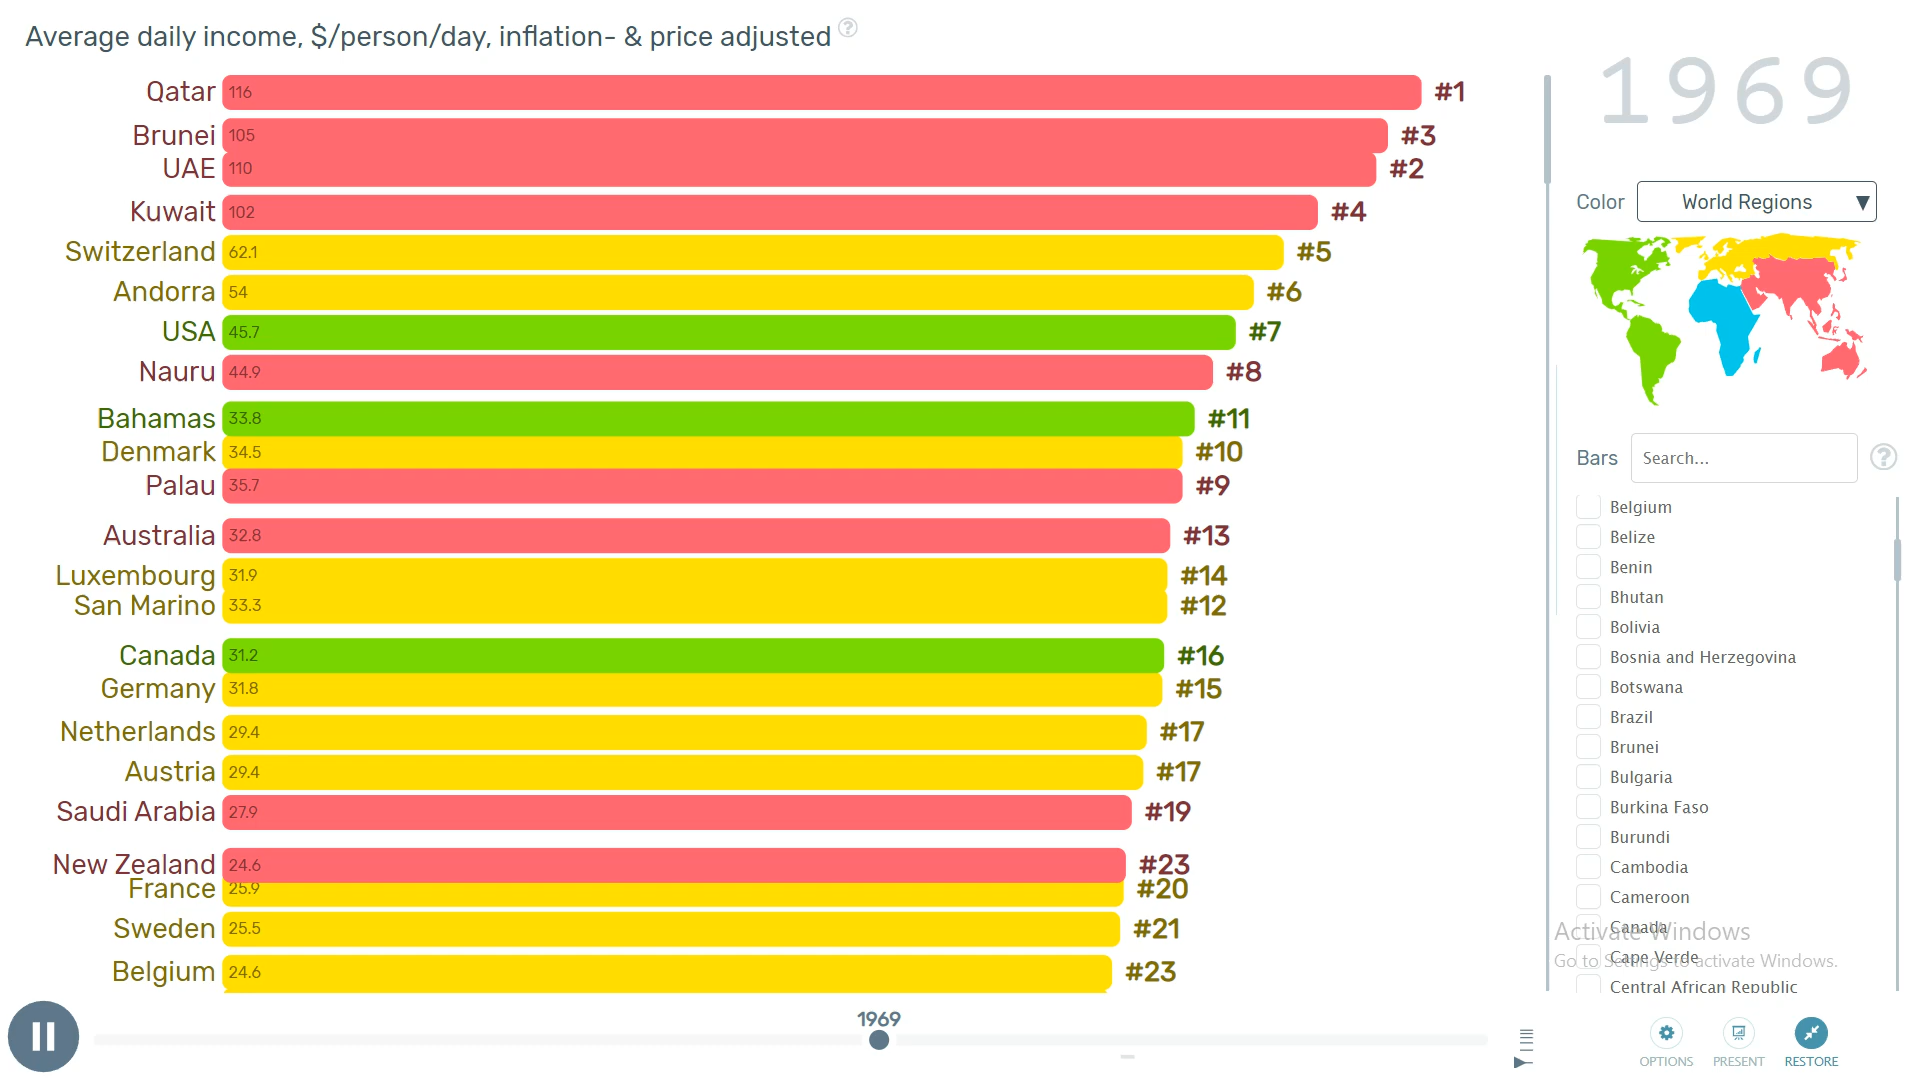 Average daily income, $/person/day, inflation- & price adjusted ?
1969
Qatar 116 #1
Brunei 105 #3
UAE 110 #2
Kuwait 102 #4
Switzerland 62.1 #5
Andorra 54 #6
USA 45.7 #7
Nauru 44.9 #8
Bahamas 33.8 #11
Denmark 34.5 #10
Palau 35.7 #9
Australia 32.8 #13
Luxembourg 31.9 #14
San Marino 33.3 #12
Canada 31.2 #16
Germany 31.8 #15
Netherlands 29.4 #17
Austria 29.4 #17
Saudi Arabia 27.9 #19
New Zealand 24.6 #23
France 25.9 #20
Sweden 25.5 #21
Belgium 24.6 #23
1969
Color World Regions ▼
Bars Search... ?
Belgium
Belize
Benin
Bhutan
Bolivia
Bosnia and Herzegovina
Botswana
Brazil
Brunei
Bulgaria
Burkina Faso
Burundi
Cambodia
Cameroon
Canada
Cape Verde
Central African Republic
Activate Windows
Go to Settings to activate Windows.
OPTIONS PRESENT RESTORE